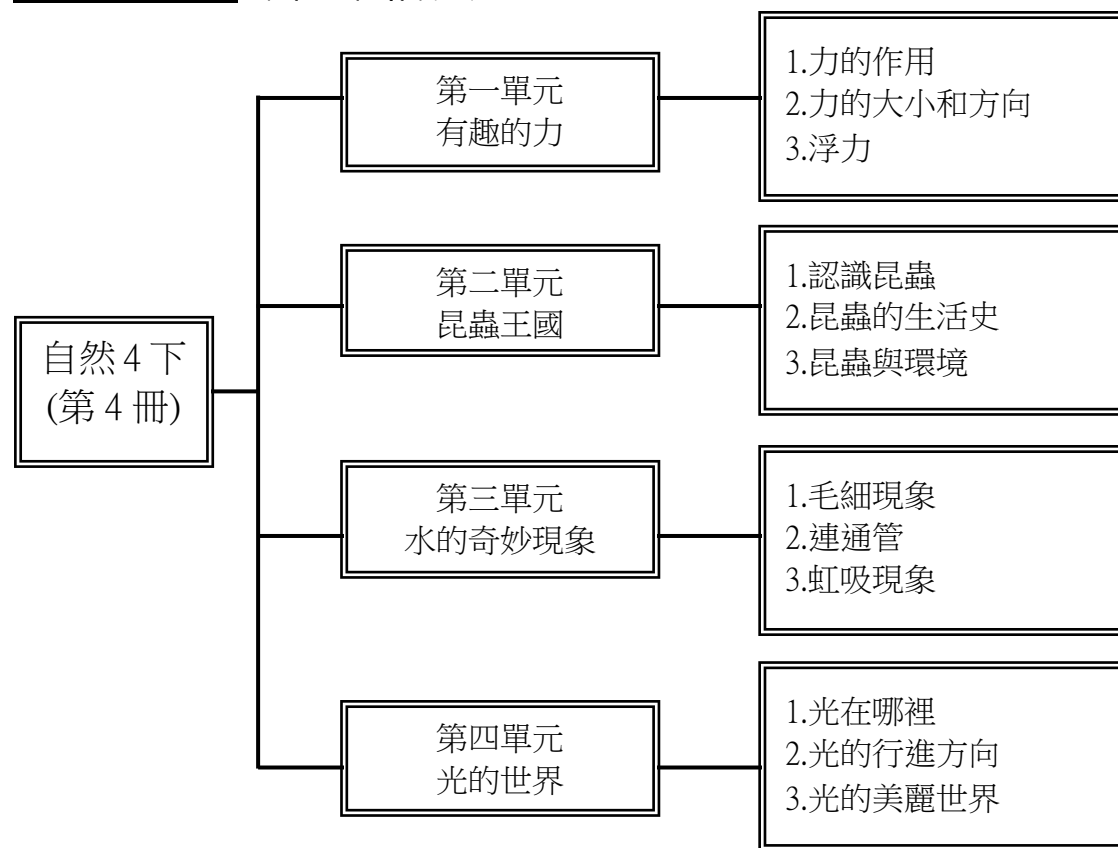 自然4下
(第4冊)
第一單元
有趣的力
1.力的作用
2.力的大小和方向
3.浮力
第二單元
昆蟲王國
1.認識昆蟲
2.昆蟲的生活史
3.昆蟲與環境
第三單元
水的奇妙現象
1.毛細現象
2.連通管
3.虹吸現象
第四單元
光的世界
1.光在哪裡
2.光的行進方向
3.光的美麗世界